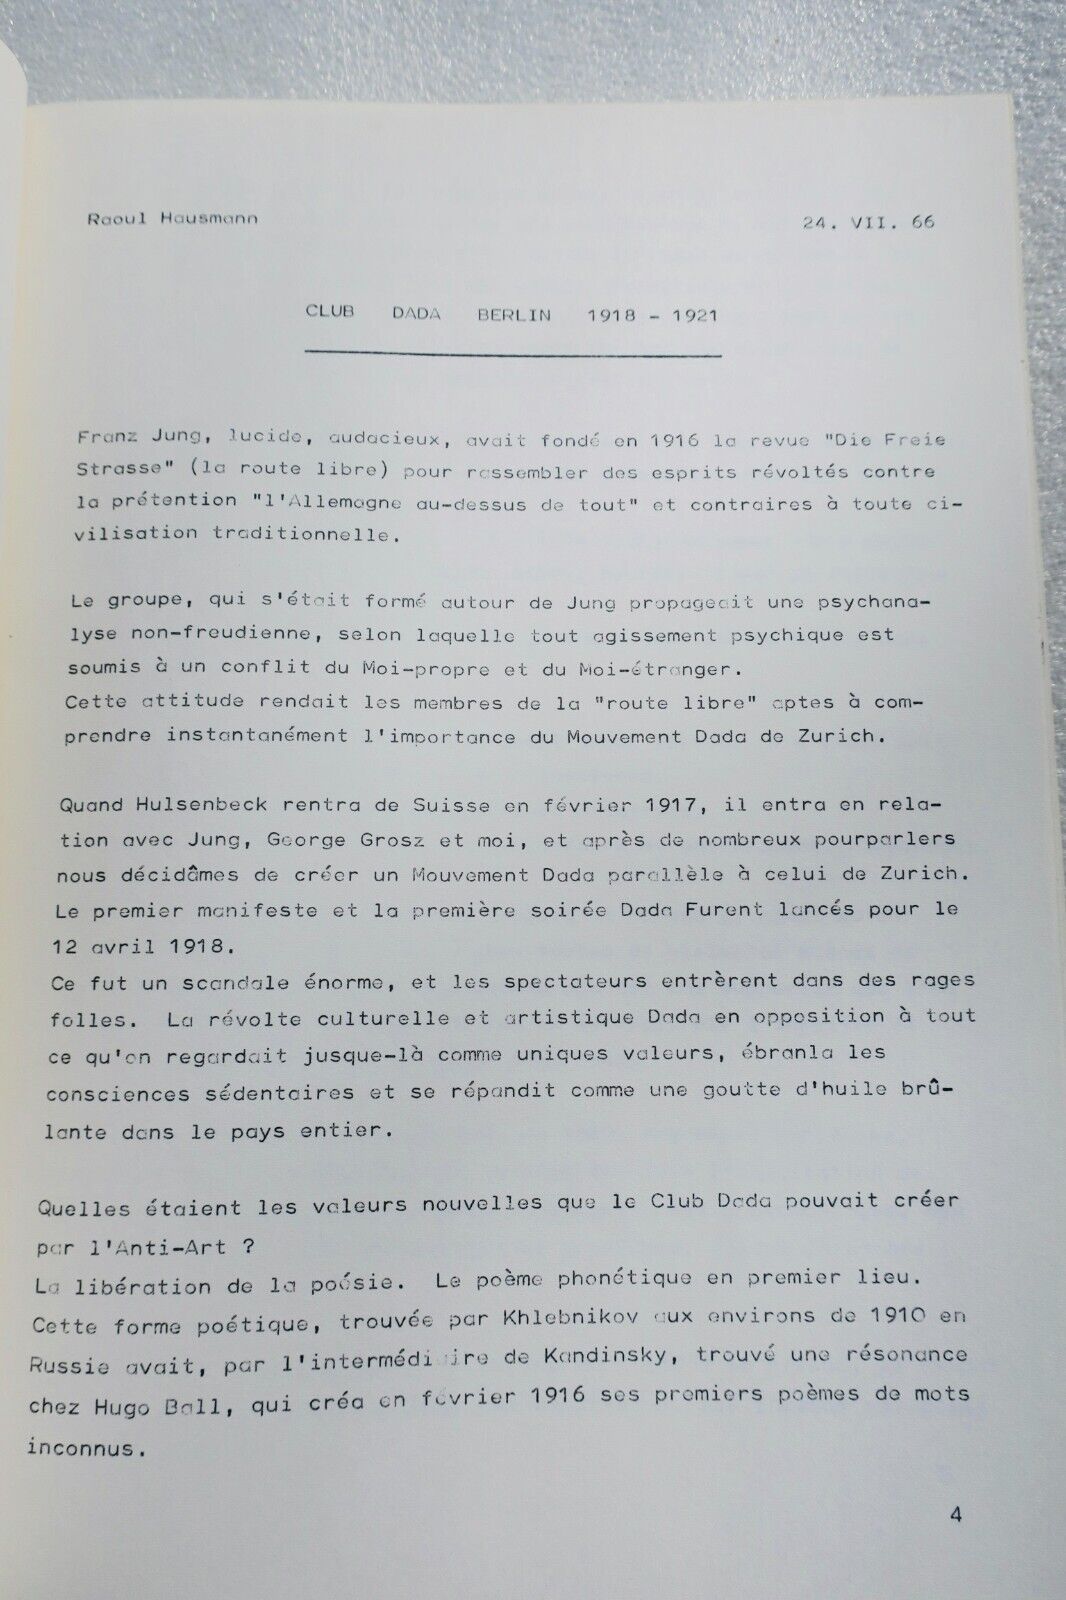 Raoul Hausmann
24. VII. 66
CLUB DADA BERLIN 1918 – 1921
Franz Jung, lucide, audacieux, avait fondé en 1916 la revue "Die Freie
Strasse" (la route libre) pour rassembler des esprits révoltés contre
la prétention "l'Allemagne au-dessus de tout" et contraires à toute ci-
vilisation traditionnelle.
Le groupe, qui s'était formé autour de Jung propageait une psychana-
lyse non-freudienne, selon laquelle tout agissement psychique est
soumis à un conflit du Moi-propre et du Moi-étranger.
Cette attitude rendait les membres de la "route libre" aptes à com-
prendre instantanément l'importance du Mouvement Dada de Zurich.
Quand Hulsenbeck rentra de Suisse en février 1917, il entra en rela-
tion avec Jung, George Grosz et moi, et après de nombreux pourparlers
nous décidâmes de créer un Mouvement Dada parallèle à celui de Zurich.
Le premier manifeste et la première soirée Dada Furent lancés pour le
12 avril 1918.
Ce fut un scandale énorme, et les spectateurs entrèrent dans des rages
folles. La révolte culturelle et artistique Dada en opposition à tout
ce qu'on regardait jusque-là comme uniques valeurs, ébranla les
consciences sédentaires et se répandit comme une goutte d'huile brû-
lante dans le pays entier.
Quelles étaient les valeurs nouvelles que le Club Dada pouvait créer
par l'Anti-Art ?
La libération de la poésie. Le poème phonétique en premier lieu.
Cette forme poétique, trouvée par Khlebnikov aux environs de 1910 en
Russie avait, par l'intermédiaire de Kandinsky, trouvé une résonance
chez Hugo Ball, qui créa en février 1916 ses premiers poèmes de mots
inconnus.
4